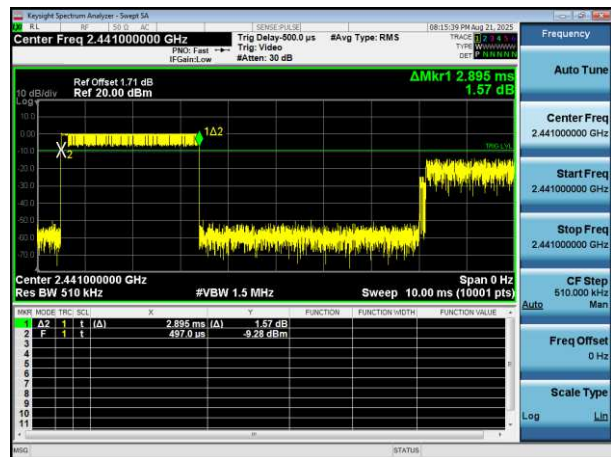 Keysight Spectrum Analyzer - Swept SA
RL RF 50 Ω AC SENSE:PULSE 08:15:39 PM Aug 21, 2025
Center Freq 2.441000000 GHz
PNO: Fast
IFGain:Low
Trig Delay-500.0 µs
Trig: Video
#Atten: 30 dB
#Avg Type: RMS
TRACE 1 2 3 4 5 6
TYPE WWWWWW
DET P N N N N N
ΔMkr1 2.895 ms
1.57 dB
Ref Offset 1.71 dB
10 dB/div Ref 20.00 dBm
Log
10.0
0.00
-10.0
-20.0
-30.0
-40.0
-50.0
-60.0
-70.0
1Δ2
X2
TRIG LVL
Center 2.441000000 GHz Span 0 Hz
Res BW 510 kHz #VBW 1.5 MHz Sweep 10.00 ms (10001 pts)
MKR MODE TRC SCL X Y FUNCTION FUNCTION WIDTH FUNCTION VALUE
1 Δ2 1 t (Δ) 2.895 ms (Δ) 1.57 dB
2 F 1 t 497.0 µs -9.28 dBm
3
4
5
6
7
8
9
10
11
MSG STATUS
Frequency
Auto Tune
Center Freq
2.441000000 GHz
Start Freq
2.441000000 GHz
Stop Freq
2.441000000 GHz
CF Step
510.000 kHz
Auto Man
Freq Offset
0 Hz
Scale Type
Log Lin